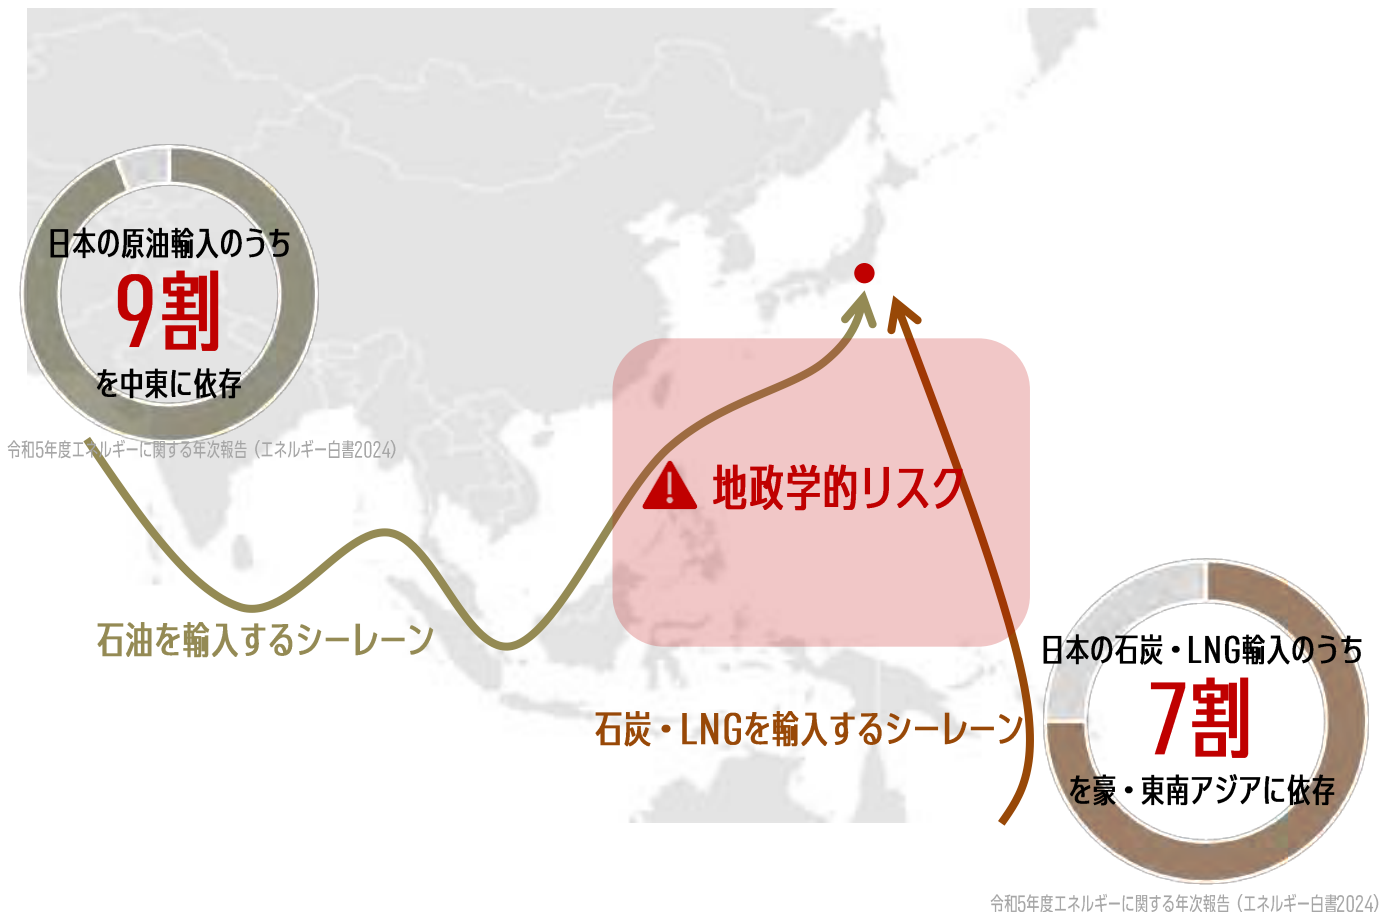 日本の原油輸入のうち
9割
を中東に依存
令和5年度エネルギーに関する年次報告（エネルギー白書2024）
地政学的リスク
石油を輸入するシーレーン
石炭・LNGを輸入するシーレーン
日本の石炭・LNG輸入のうち
7割
を豪・東南アジアに依存
令和5年度エネルギーに関する年次報告（エネルギー白書2024）